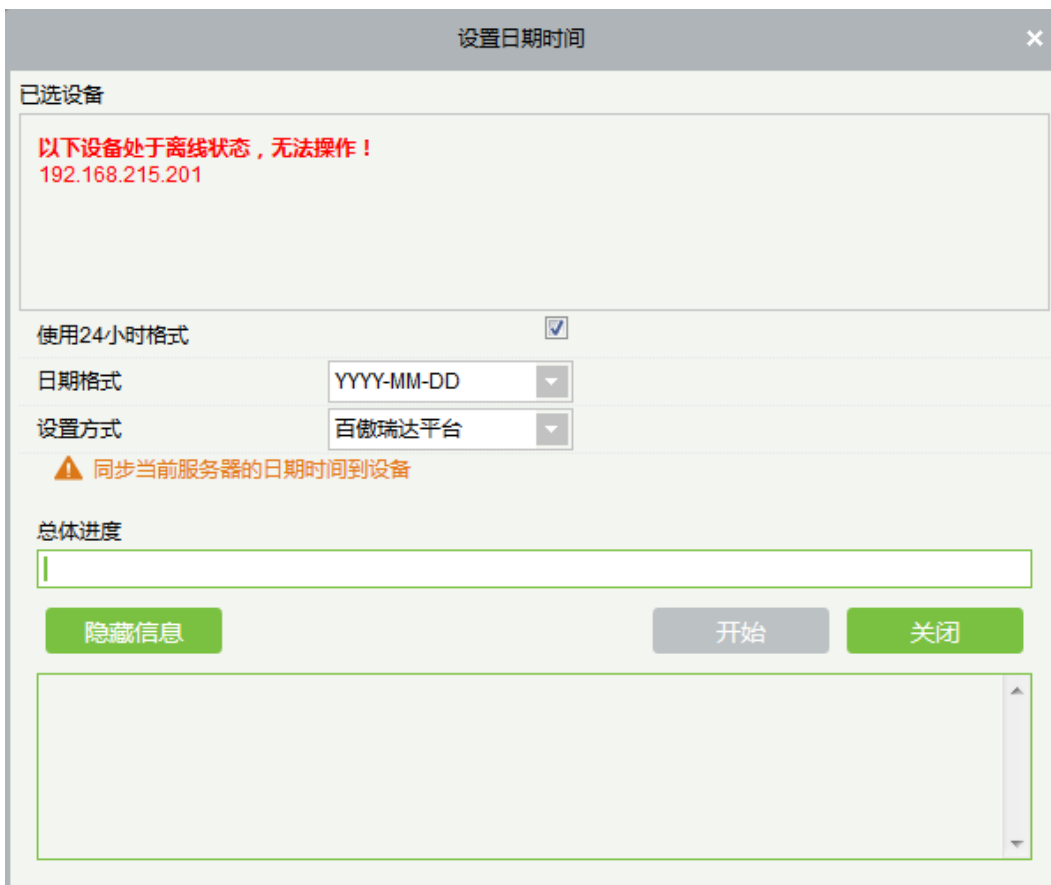 设置日期时间
已选设备
以下设备处于离线状态，无法操作！
192.168.215.201
使用24小时格式
日期格式 YYYY-MM-DD
设置方式 百傲瑞达平台
同步当前服务器的日期时间到设备
总体进度
隐藏信息 开始 关闭